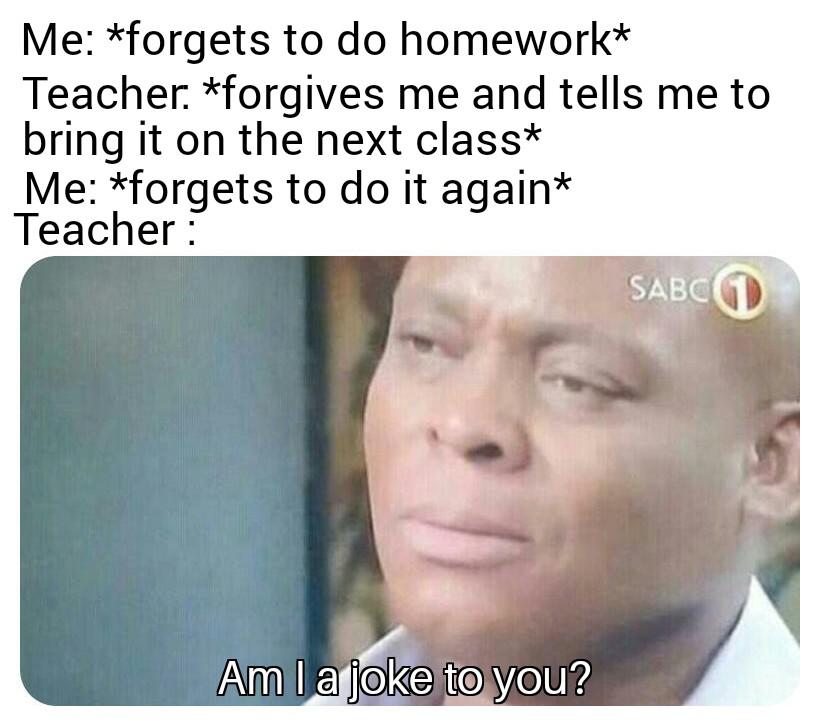 Me: *forgets to do homework*
Teacher: *forgives me and tells me to
bring it on the next class*
Me: *forgets to do it again*
Teacher :
SABC 1
Am I a joke to you?